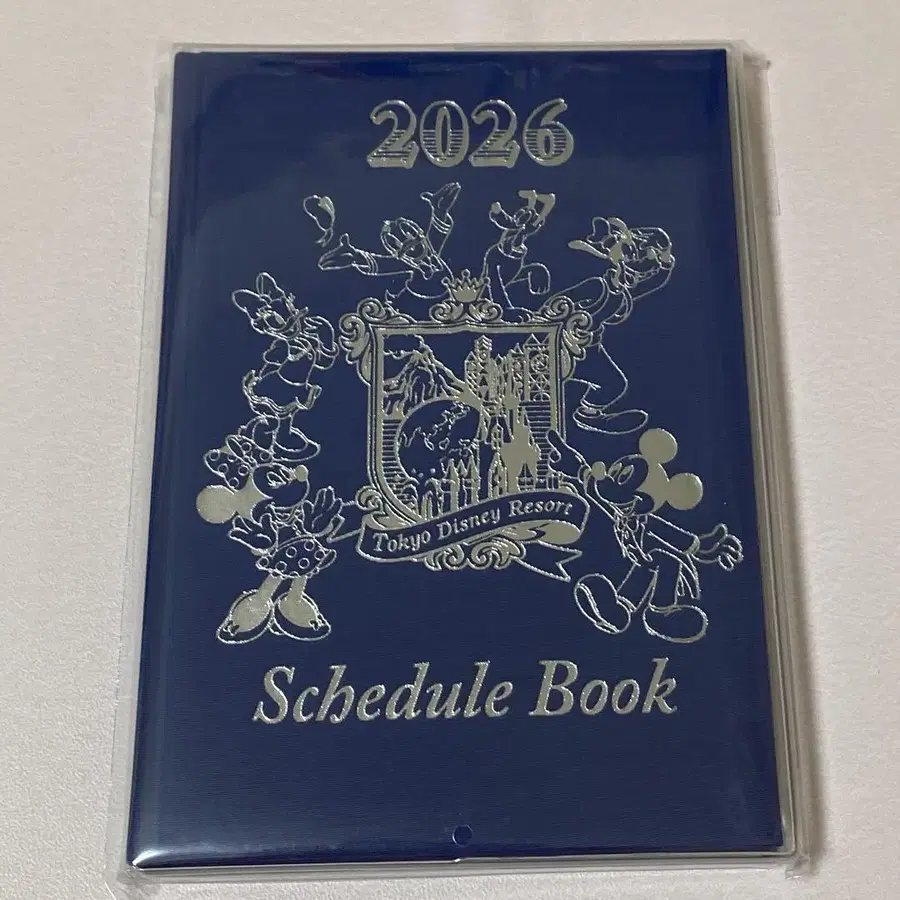 2026
Tokyo Disney Resort
Schedule Book